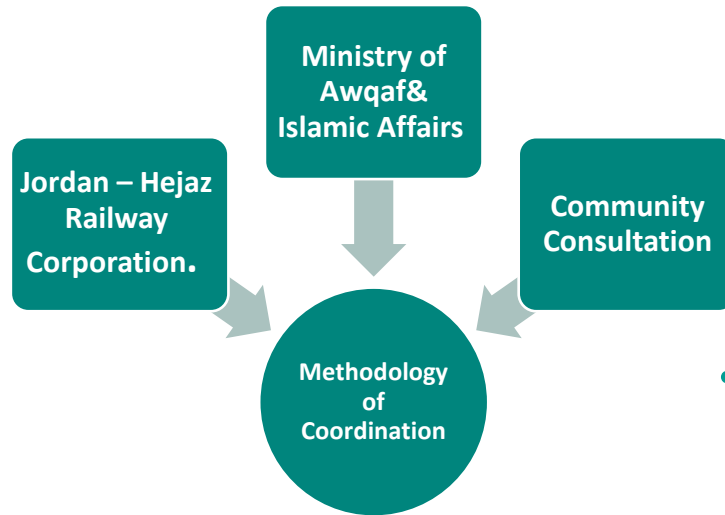 Ministry of
Awqaf&
Islamic Affairs
Jordan – Hejaz
Railway
Corporation.
Community
Consultation
Methodology
of
Coordination